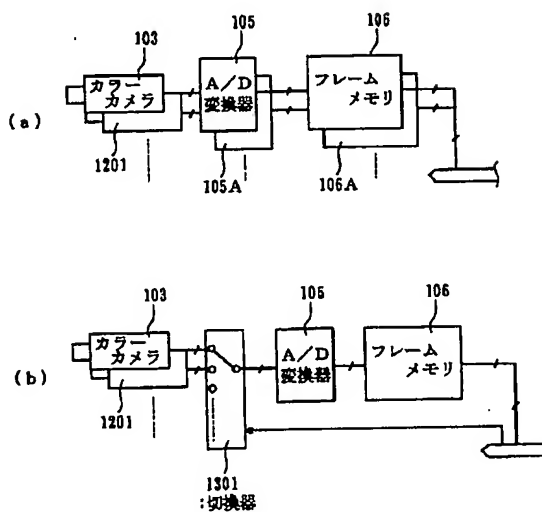 103
105
106
カラー
カメラ
A/D
変換器
フレーム
メモリ
(a)
1201
105A
106A
103
105
106
カラー
カメラ
A/D
変換器
フレーム
メモリ
(b)
1201
1301
:切換器